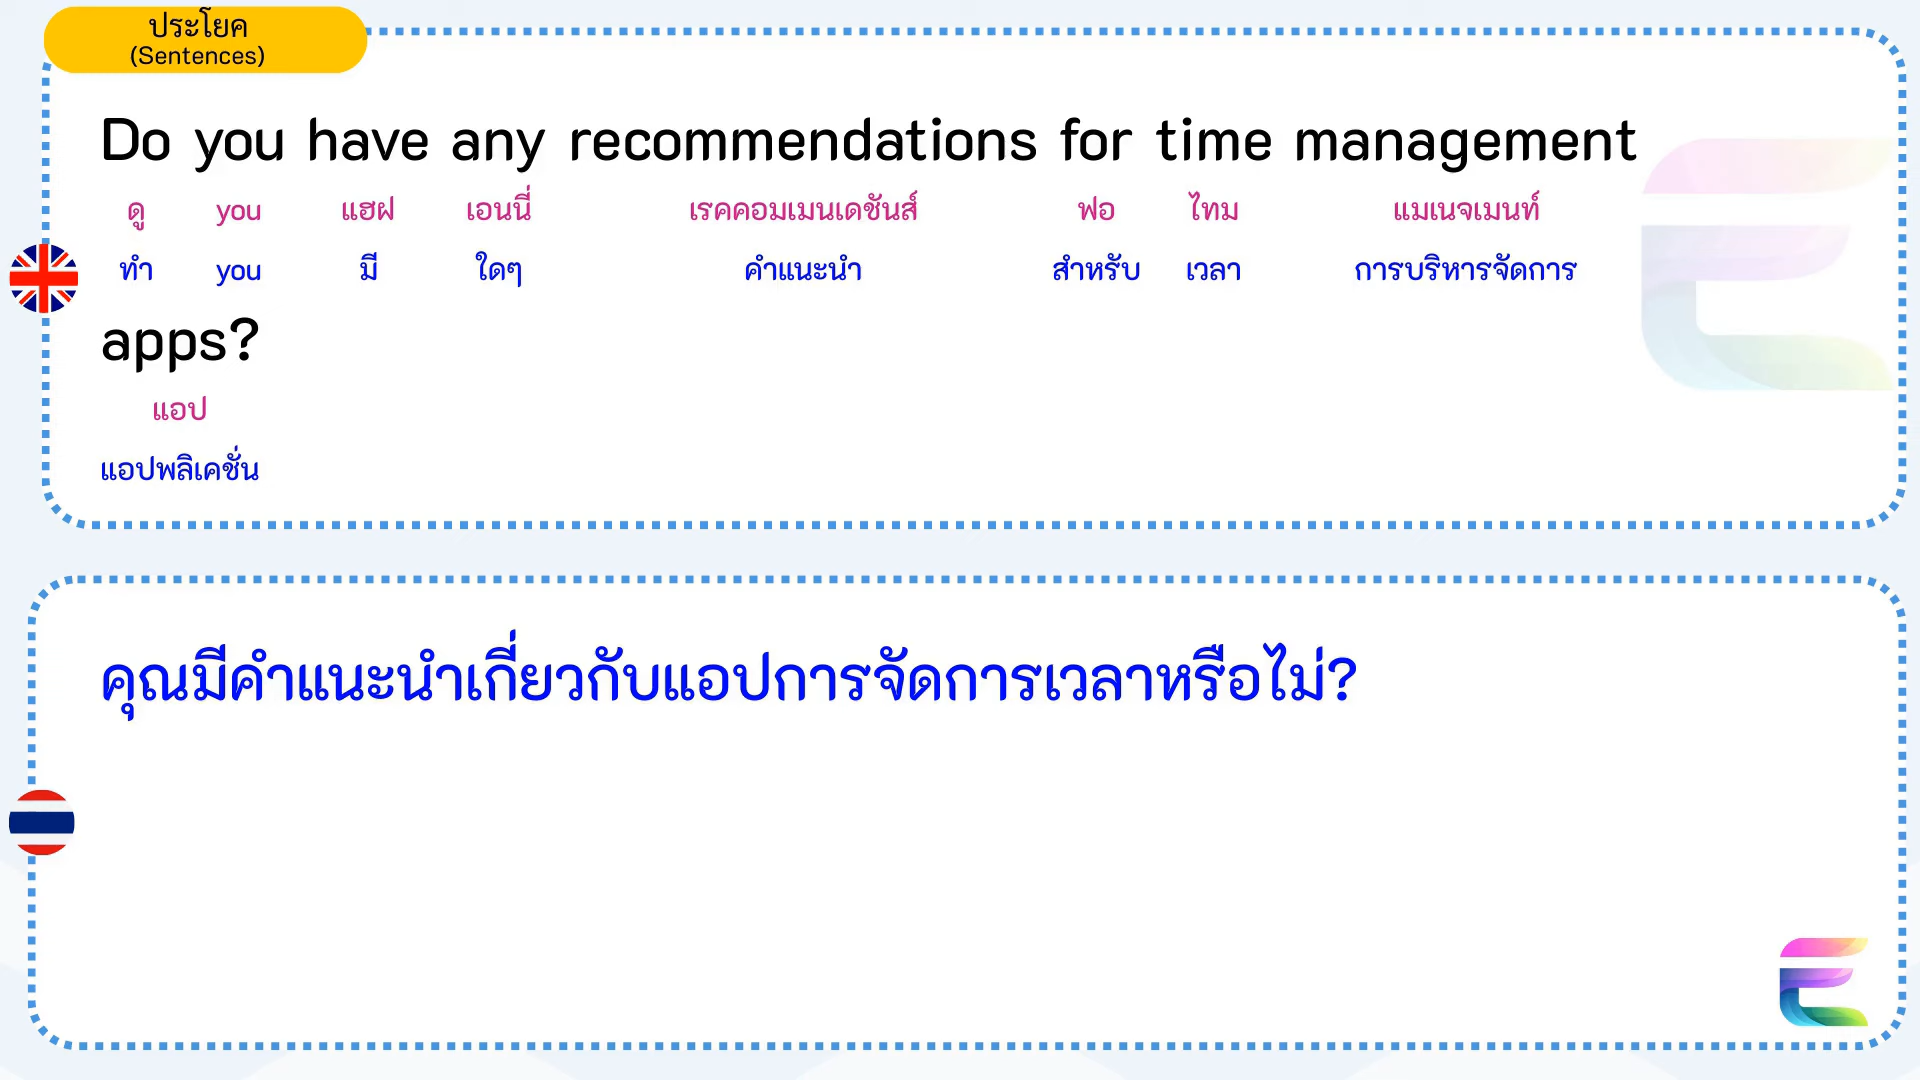 ประโยค
(Sentences)
Do you have any recommendations for time management
ดู you แฮฝ เอนนี่ เรคคอมเมนเดชันส์ ฟอ ไทม แมเนจเมนท์
ทำ you มี ใดๆ คำแนะนำ สำหรับ เวลา การบริหารจัดการ
apps?
แอป
แอปพลิเคชั่น
คุณมีคำแนะนำเกี่ยวกับแอปการจัดการเวลาหรือไม่?